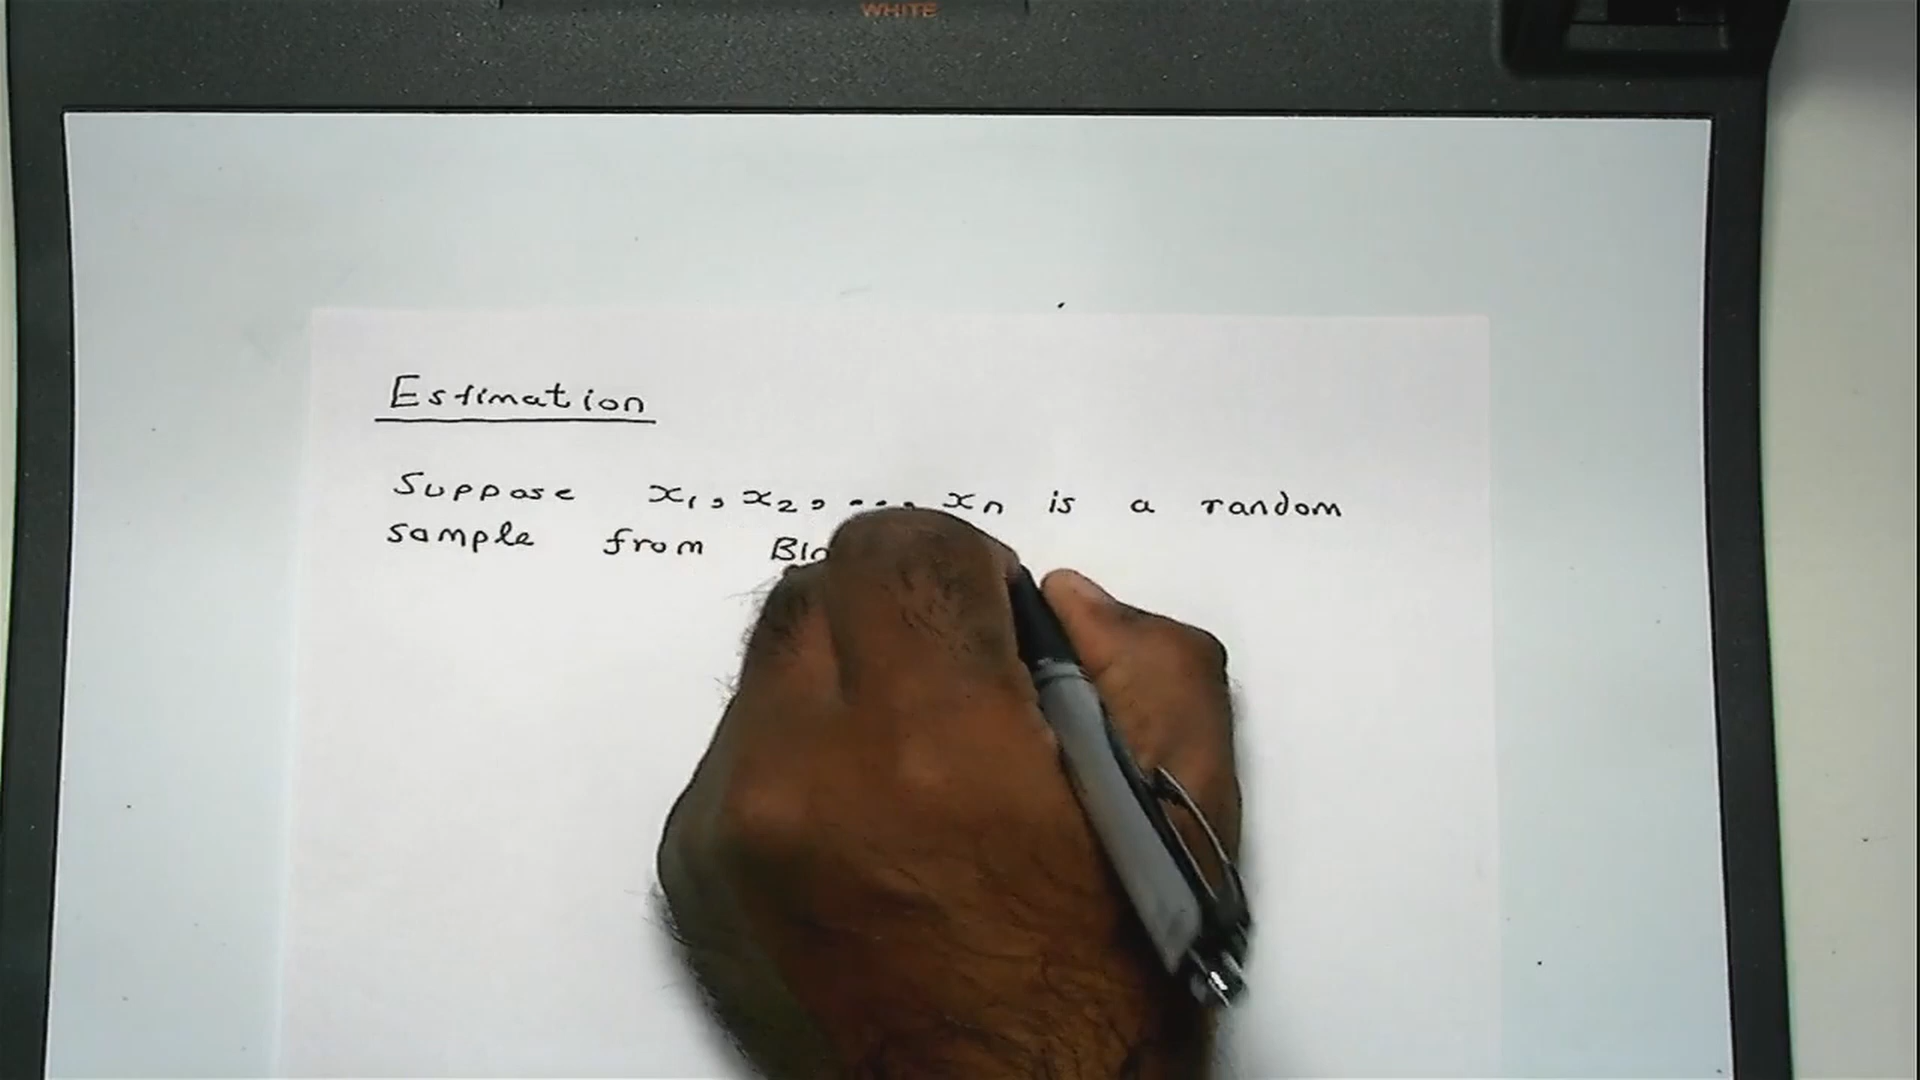 WHITE
Estimation
Suppose x₁, x₂, ... xn is a random
sample from